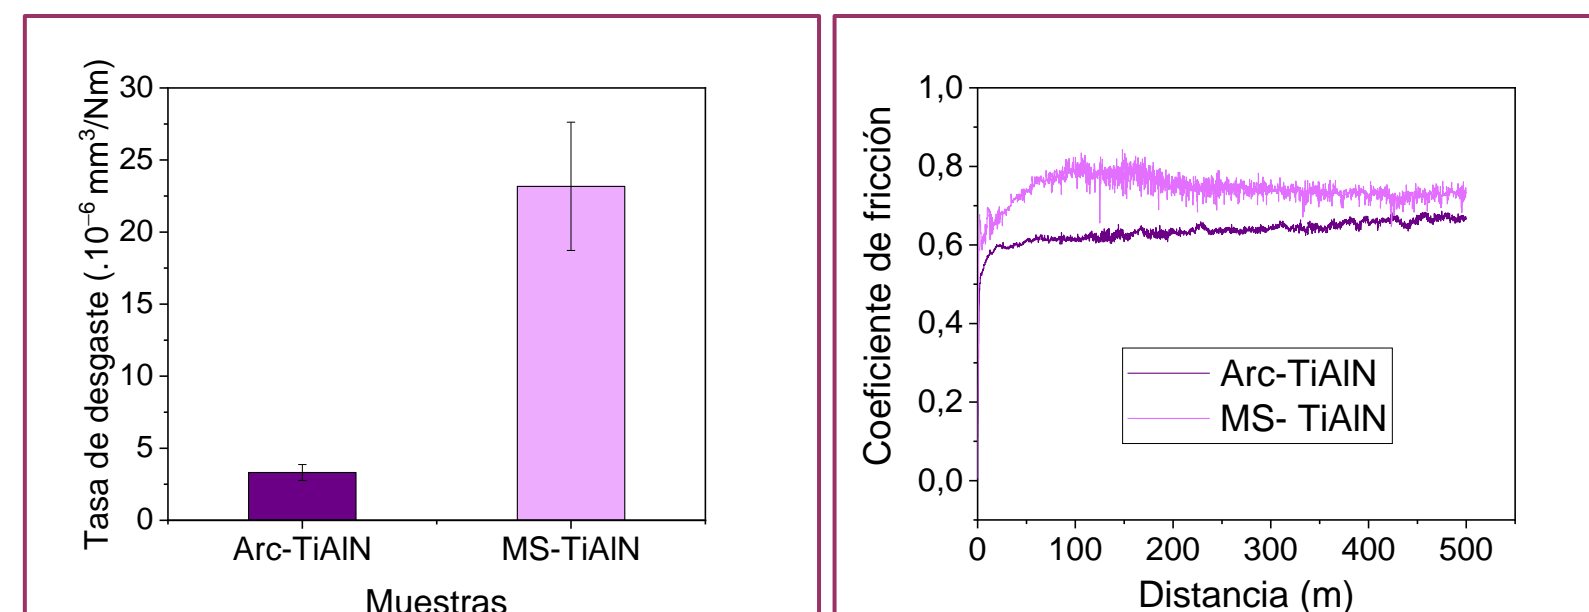 Tasa de desgaste (.10⁻⁶ mm³/Nm)
30
25
20
15
10
5
0
Arc-TiAlN
MS-TiAlN
Muestras
Coeficiente de fricción
1,0
0,8
0,6
0,4
0,2
0,0
Arc-TiAlN
MS- TiAlN
0
100
200
300
400
500
Distancia (m)